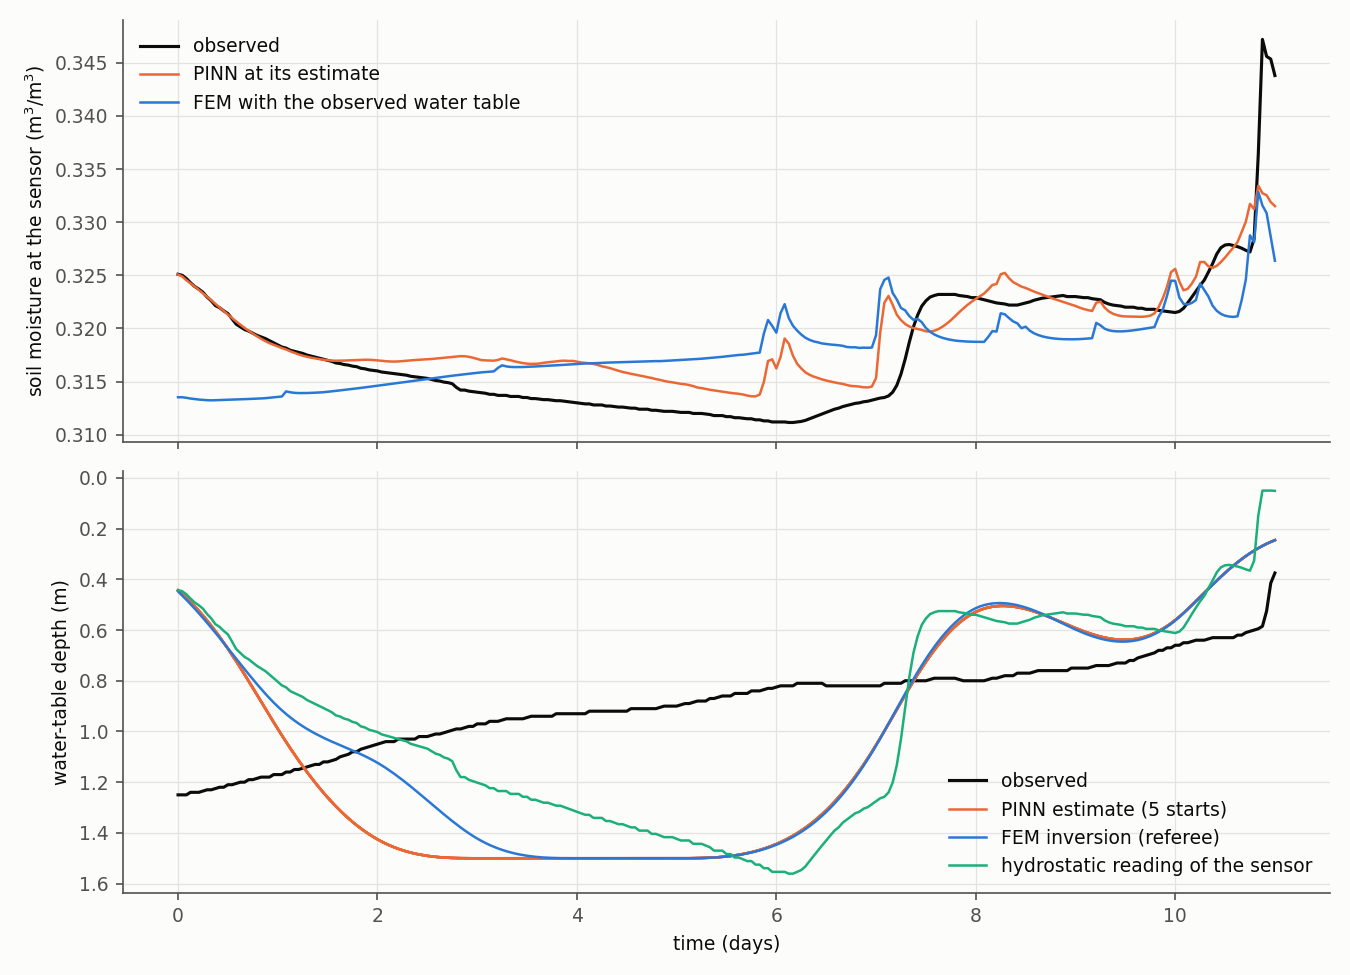 observed
PINN at its estimate
FEM with the observed water table
soil moisture at the sensor (m³/m³)
0.345
0.340
0.335
0.330
0.325
0.320
0.315
0.310
0.0
0.2
0.4
0.6
0.8
1.0
1.2
1.4
1.6
water-table depth (m)
observed
PINN estimate (5 starts)
FEM inversion (referee)
hydrostatic reading of the sensor
0 2 4 6 8 10
time (days)